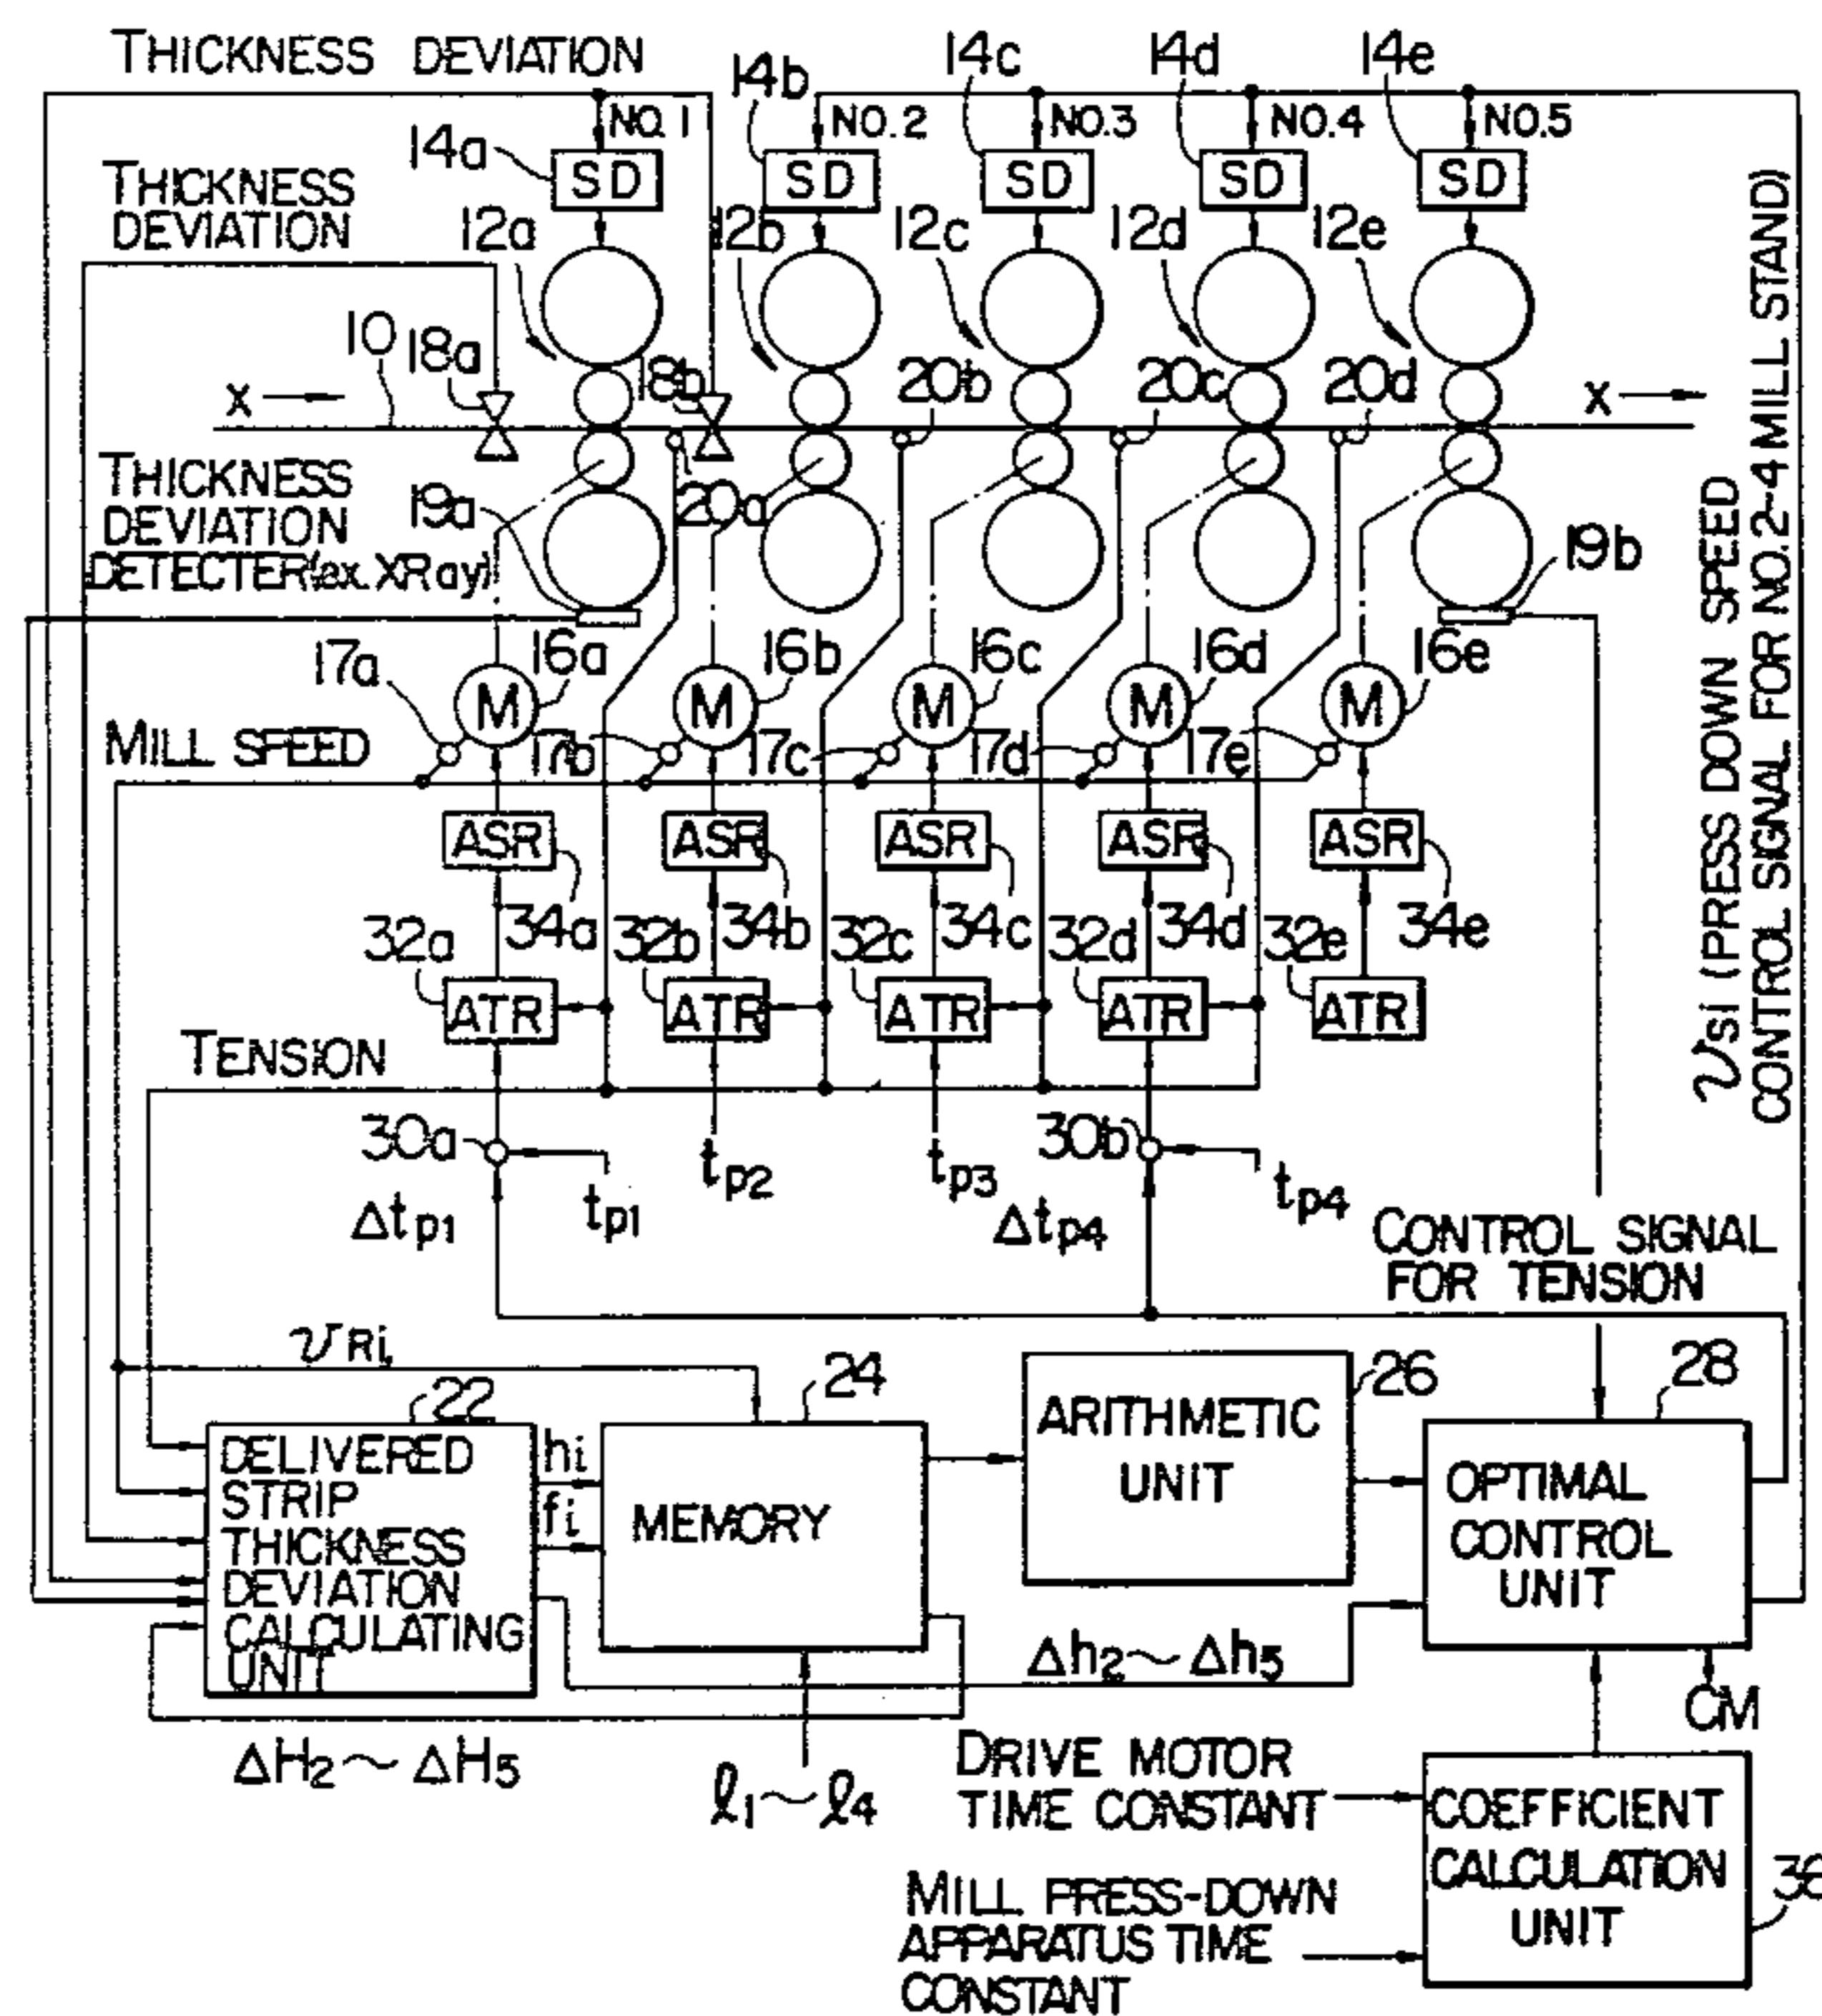 THICKNESS DEVIATION
14b
14c
14d
14e
NO.1
NO.2
NO.3
NO.4
NO.5
14a
SD
SD
SD
SD
SD
THICKNESS
DEVIATION
12a
12b
12c
12d
12e
10
18a
18b
20b
20c
20d
X
X
THICKNESS
DEVIATION
DETECTER(ex.XRay)
19a
20a
19b
16a
16b
16c
16d
16e
17a
M
M
M
M
M
MILL SPEED
17b
17c
17d
17e
ASR
ASR
ASR
ASR
ASR
34a
34b
34c
34d
34e
32a
32b
32c
32d
32e
ATR
ATR
ATR
ATR
ATR
TENSION
30a
30b
tp1
tp2
tp3
tp4
Δtp1
Δtp4
CONTROL SIGNAL
FOR TENSION
VSi (PRESS DOWN SPEED
CONTROL SIGNAL FOR NO.2-4 MILL STAND)
VRi
22
24
26
28
DELIVERED
STRIP
THICKNESS
DEVIATION
CALCULATING
UNIT
hi
fi
MEMORY
ARITHMETIC
UNIT
OPTIMAL
CONTROL
UNIT
Δh2~Δh5
CM
ΔH2~ΔH5
ℓ1~ℓ4
DRIVE MOTOR
TIME CONSTANT
COEFFICIENT
CALCULATION
UNIT
MILL PRESS-DOWN
APPARATUS TIME
CONSTANT